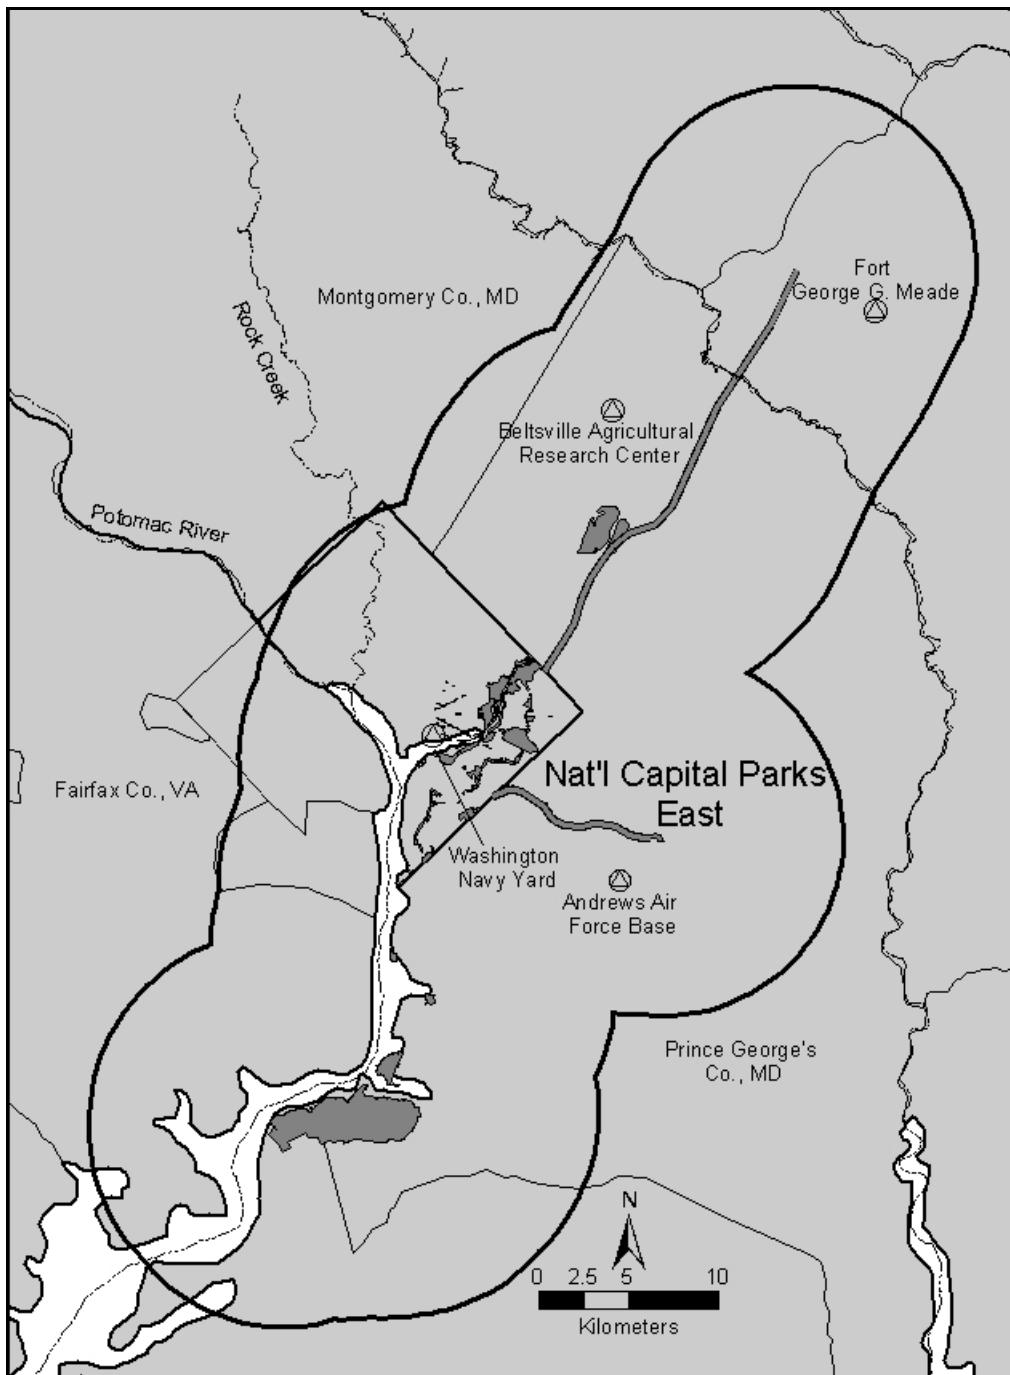 Fort
George G. Meade
Montgomery Co., MD
Rock Creek
Beltsville Agricultural
Research Center
Potomac River
Nat'l Capital Parks
East
Fairfax Co., VA
Washington
Navy Yard
Andrews Air
Force Base
Prince George's
Co., MD
N
0 2.5 5 10
Kilometers